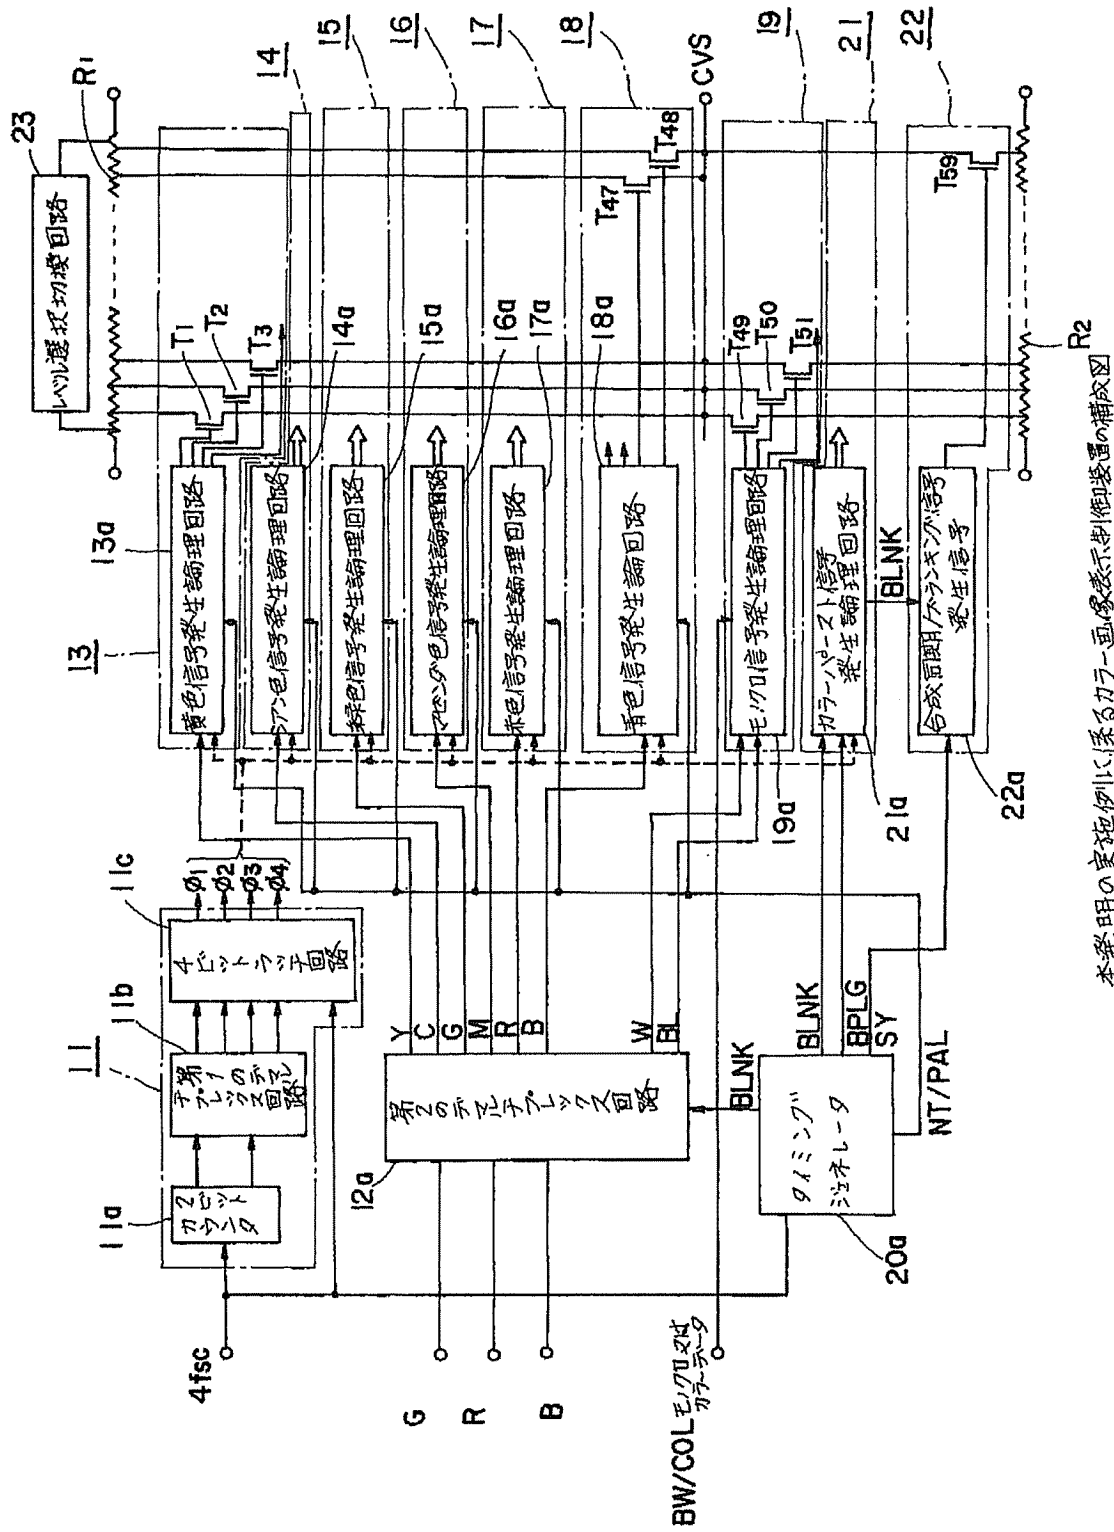 4fsc
G
R
B
BW/COL モノクロ又は
カラーデータ
11
11a
2ビット
カウンタ
11b
第1のデマル
チプレックス
回路
11c
4ビットラッチ
回路
Ø1
Ø2
Ø3
Ø4
12a
第2のデマルチプレックス
回路
Y
C
G
M
R
B
W
BL
BLNK
20a
タイミング
ジェネレータ
BLNK
BPLG
SY
NT/PAL
13
13a
黄色信号発生論理回路
シアン色信号発生論理回路
14a
緑色信号発生論理回路
15a
マゼンダ色信号発生論理回路
16a
赤色信号発生論理回路
17a
青色信号発生論回路
18a
モノクロ信号発生論理回路
19a
カラーバースト信号
発生論理回路
21a
BLNK
合成同期/ブランキング信号
発生信号
22a
23
レベル選択切換回路
R1
T1
T2
T3
T47
T48
CVS
T49
T50
T51
T59
R2
14
15
16
17
18
19
21
22
本発明の実施例に係るカラー画像表示制御装置の構成図